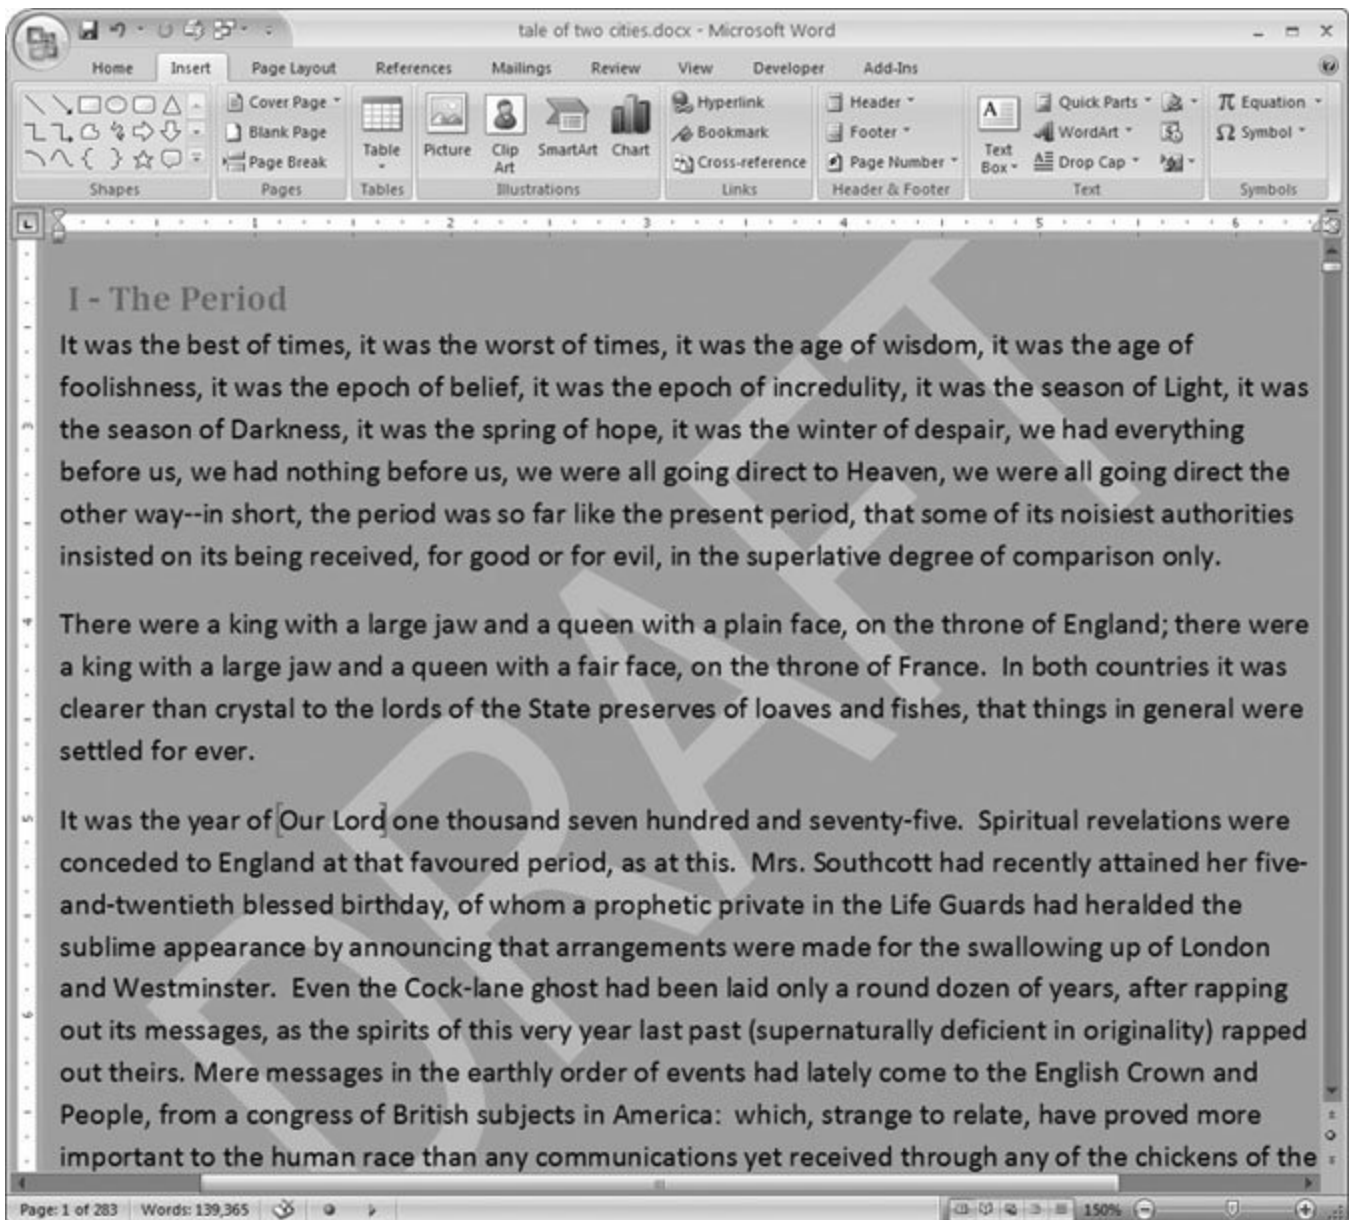 tale of two cities.docx - Microsoft Word
Home Insert Page Layout References Mailings Review View Developer Add-Ins
Cover Page Hyperlink Header Quick Parts Equation
Blank Page Bookmark Footer WordArt Symbol
Page Break Table Picture Clip Art SmartArt Chart Cross-reference Page Number Text Box Drop Cap
Shapes Pages Tables Illustrations Links Header & Footer Text Symbols
1 2 3 4 5 6
I - The Period
It was the best of times, it was the worst of times, it was the age of wisdom, it was the age of
foolishness, it was the epoch of belief, it was the epoch of incredulity, it was the season of Light, it was
the season of Darkness, it was the spring of hope, it was the winter of despair, we had everything
before us, we had nothing before us, we were all going direct to Heaven, we were all going direct the
other way--in short, the period was so far like the present period, that some of its noisiest authorities
insisted on its being received, for good or for evil, in the superlative degree of comparison only.
There were a king with a large jaw and a queen with a plain face, on the throne of England; there were
a king with a large jaw and a queen with a fair face, on the throne of France.  In both countries it was
clearer than crystal to the lords of the State preserves of loaves and fishes, that things in general were
settled for ever.
It was the year of [Our Lord] one thousand seven hundred and seventy-five.  Spiritual revelations were
conceded to England at that favoured period, as at this.  Mrs. Southcott had recently attained her five-
and-twentieth blessed birthday, of whom a prophetic private in the Life Guards had heralded the
sublime appearance by announcing that arrangements were made for the swallowing up of London
and Westminster.  Even the Cock-lane ghost had been laid only a round dozen of years, after rapping
out its messages, as the spirits of this very year last past (supernaturally deficient in originality) rapped
out theirs. Mere messages in the earthly order of events had lately come to the English Crown and
People, from a congress of British subjects in America:  which, strange to relate, have proved more
important to the human race than any communications yet received through any of the chickens of the
DRAFT
Page: 1 of 283 Words: 139,365 150%